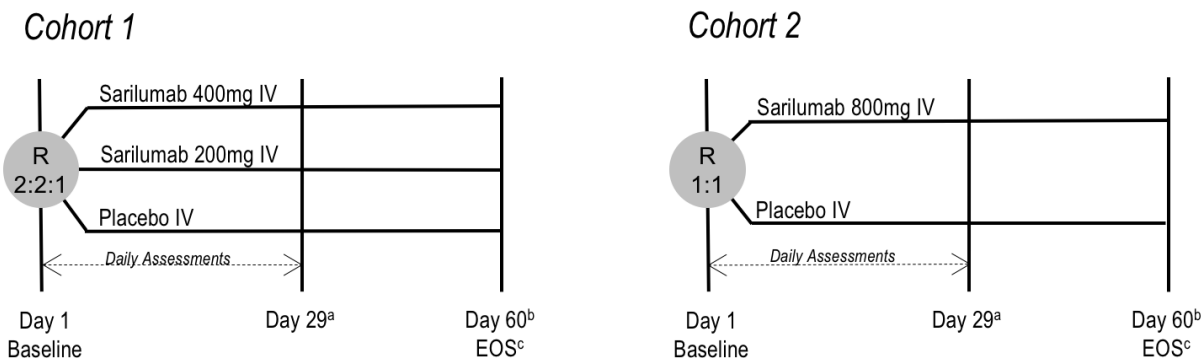 Cohort 1
Sarilumab 400mg IV
R
2:2:1
Sarilumab 200mg IV
Placebo IV
Daily Assessments
Day 1
Baseline
Day 29ᵃ
Day 60ᵇ
EOSᶜ
Cohort 2
Sarilumab 800mg IV
R
1:1
Placebo IV
Daily Assessments
Day 1
Baseline
Day 29ᵃ
Day 60ᵇ
EOSᶜ